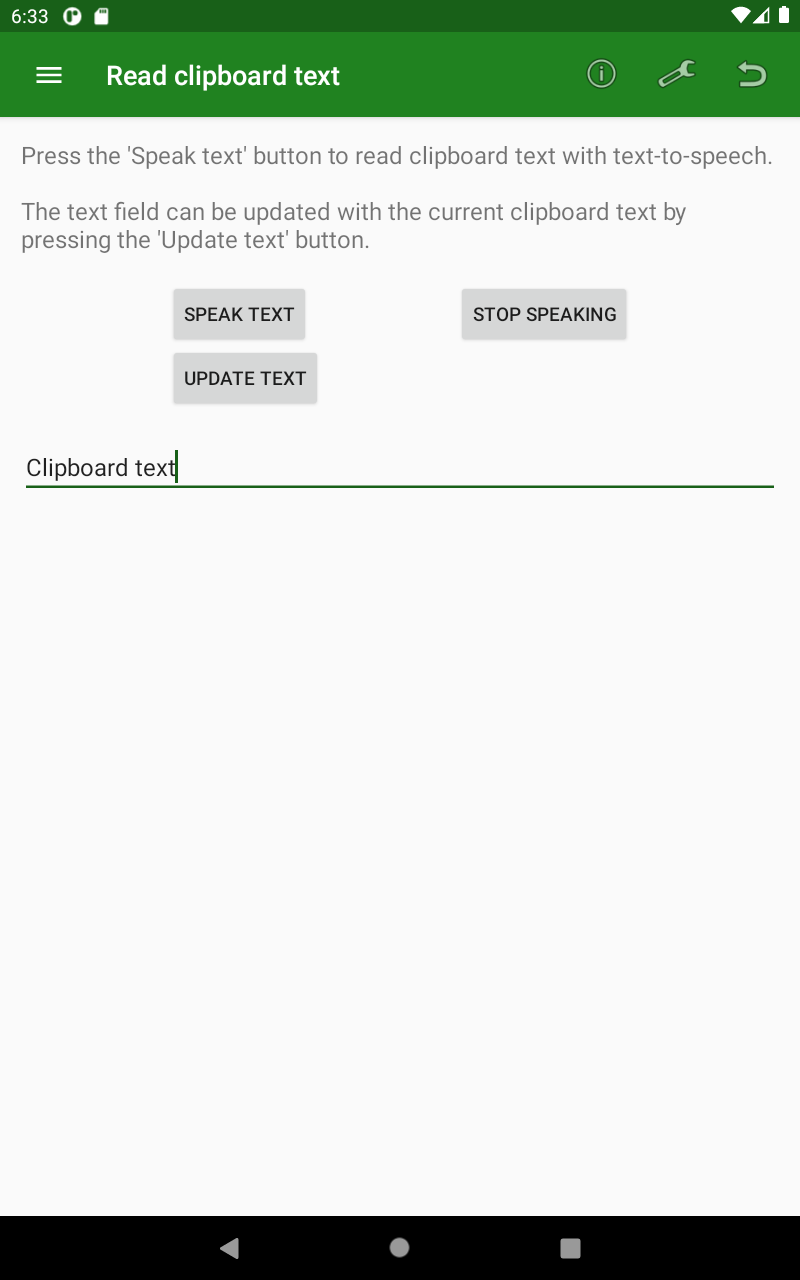 6:33
Read clipboard text
Press the 'Speak text' button to read clipboard text with text-to-speech.
The text field can be updated with the current clipboard text by
pressing the 'Update text' button.
SPEAK TEXT
STOP SPEAKING
UPDATE TEXT
Clipboard text